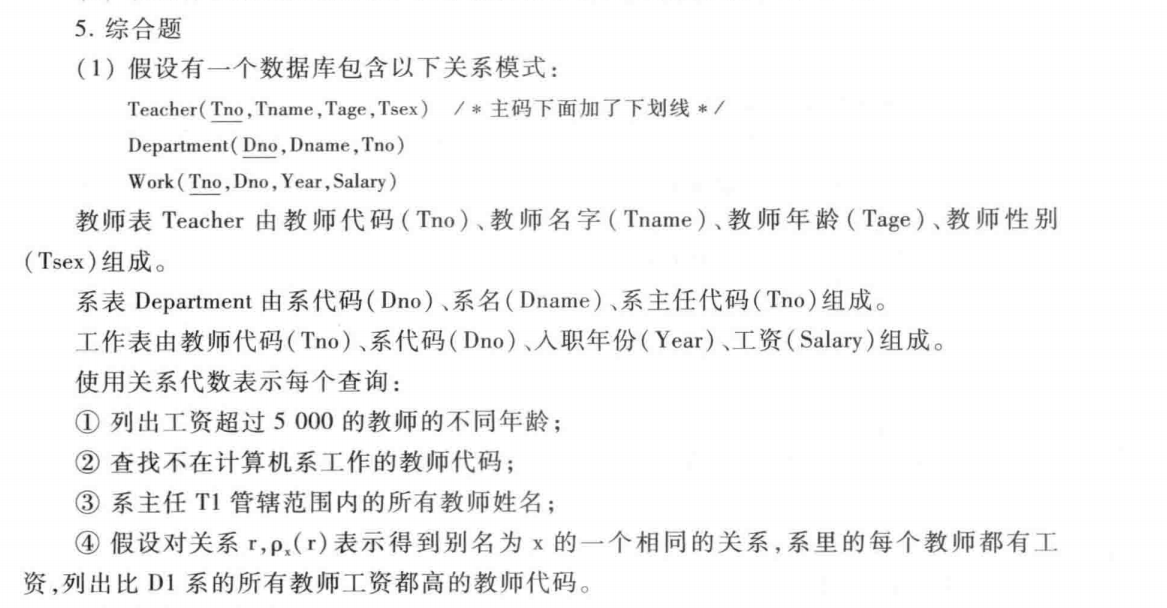 5. 综合题
(1) 假设有一个数据库包含以下关系模式:
Teacher(Tno,Tname,Tage,Tsex) /*主码下面加了下划线*/
Department(Dno,Dname,Tno)
Work(Tno,Dno,Year,Salary)
教师表 Teacher 由教师代码(Tno)、教师名字(Tname)、教师年龄(Tage)、教师性别
(Tsex)组成。
系表 Department 由系代码(Dno)、系名(Dname)、系主任代码(Tno)组成。
工作表由教师代码(Tno)、系代码(Dno)、入职年份(Year)、工资(Salary)组成。
使用关系代数表示每个查询:
① 列出工资超过 5 000 的教师的不同年龄;
② 查找不在计算机系工作的教师代码;
③ 系主任 T1 管辖范围内的所有教师姓名;
④ 假设对关系 r,ρx(r)表示得到别名为 x 的一个相同的关系,系里的每个教师都有工
资,列出比 D1 系的所有教师工资都高的教师代码。